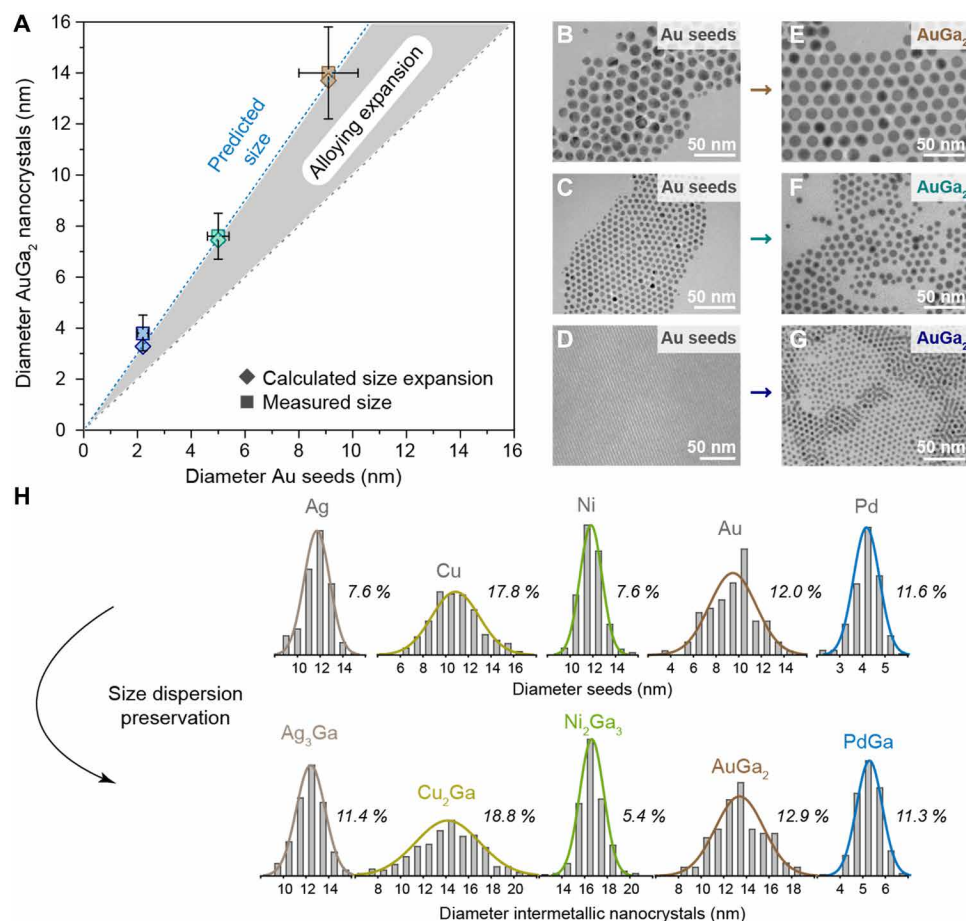 A
16
14
12
10
8
6
4
2
0
Diameter AuGa₂ nanocrystals (nm)
Predicted
size
Alloying expansion
Calculated size expansion
Measured size
0 2 4 6 8 10 12 14 16
Diameter Au seeds (nm)
B Au seeds
50 nm
E AuGa₂
50 nm
C Au seeds
50 nm
F AuGa₂
50 nm
D Au seeds
50 nm
G AuGa₂
50 nm
H
Ag Cu Ni Au Pd
7.6 % 17.8 % 7.6 % 12.0 % 11.6 %
10 12 14 6 8 10 12 14 16 10 12 14 4 6 8 10 12 14 3 4 5
Diameter seeds (nm)
Size dispersion
preservation
Ag₃Ga Cu₂Ga Ni₂Ga₃ AuGa₂ PdGa
11.4 % 18.8 % 5.4 % 12.9 % 11.3 %
10 12 14 16 8 10 12 14 16 18 20 14 16 18 20 8 10 12 14 16 18 4 5 6
Diameter intermetallic nanocrystals (nm)